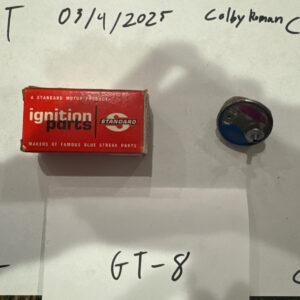 T 03/4/2025 Colby Roman C
A STANDARD MOTOR PRODUCT
ignition
parts
S
STANDARD
MAKERS OF FAMOUS BLUE STREAK PARTS
GT-8